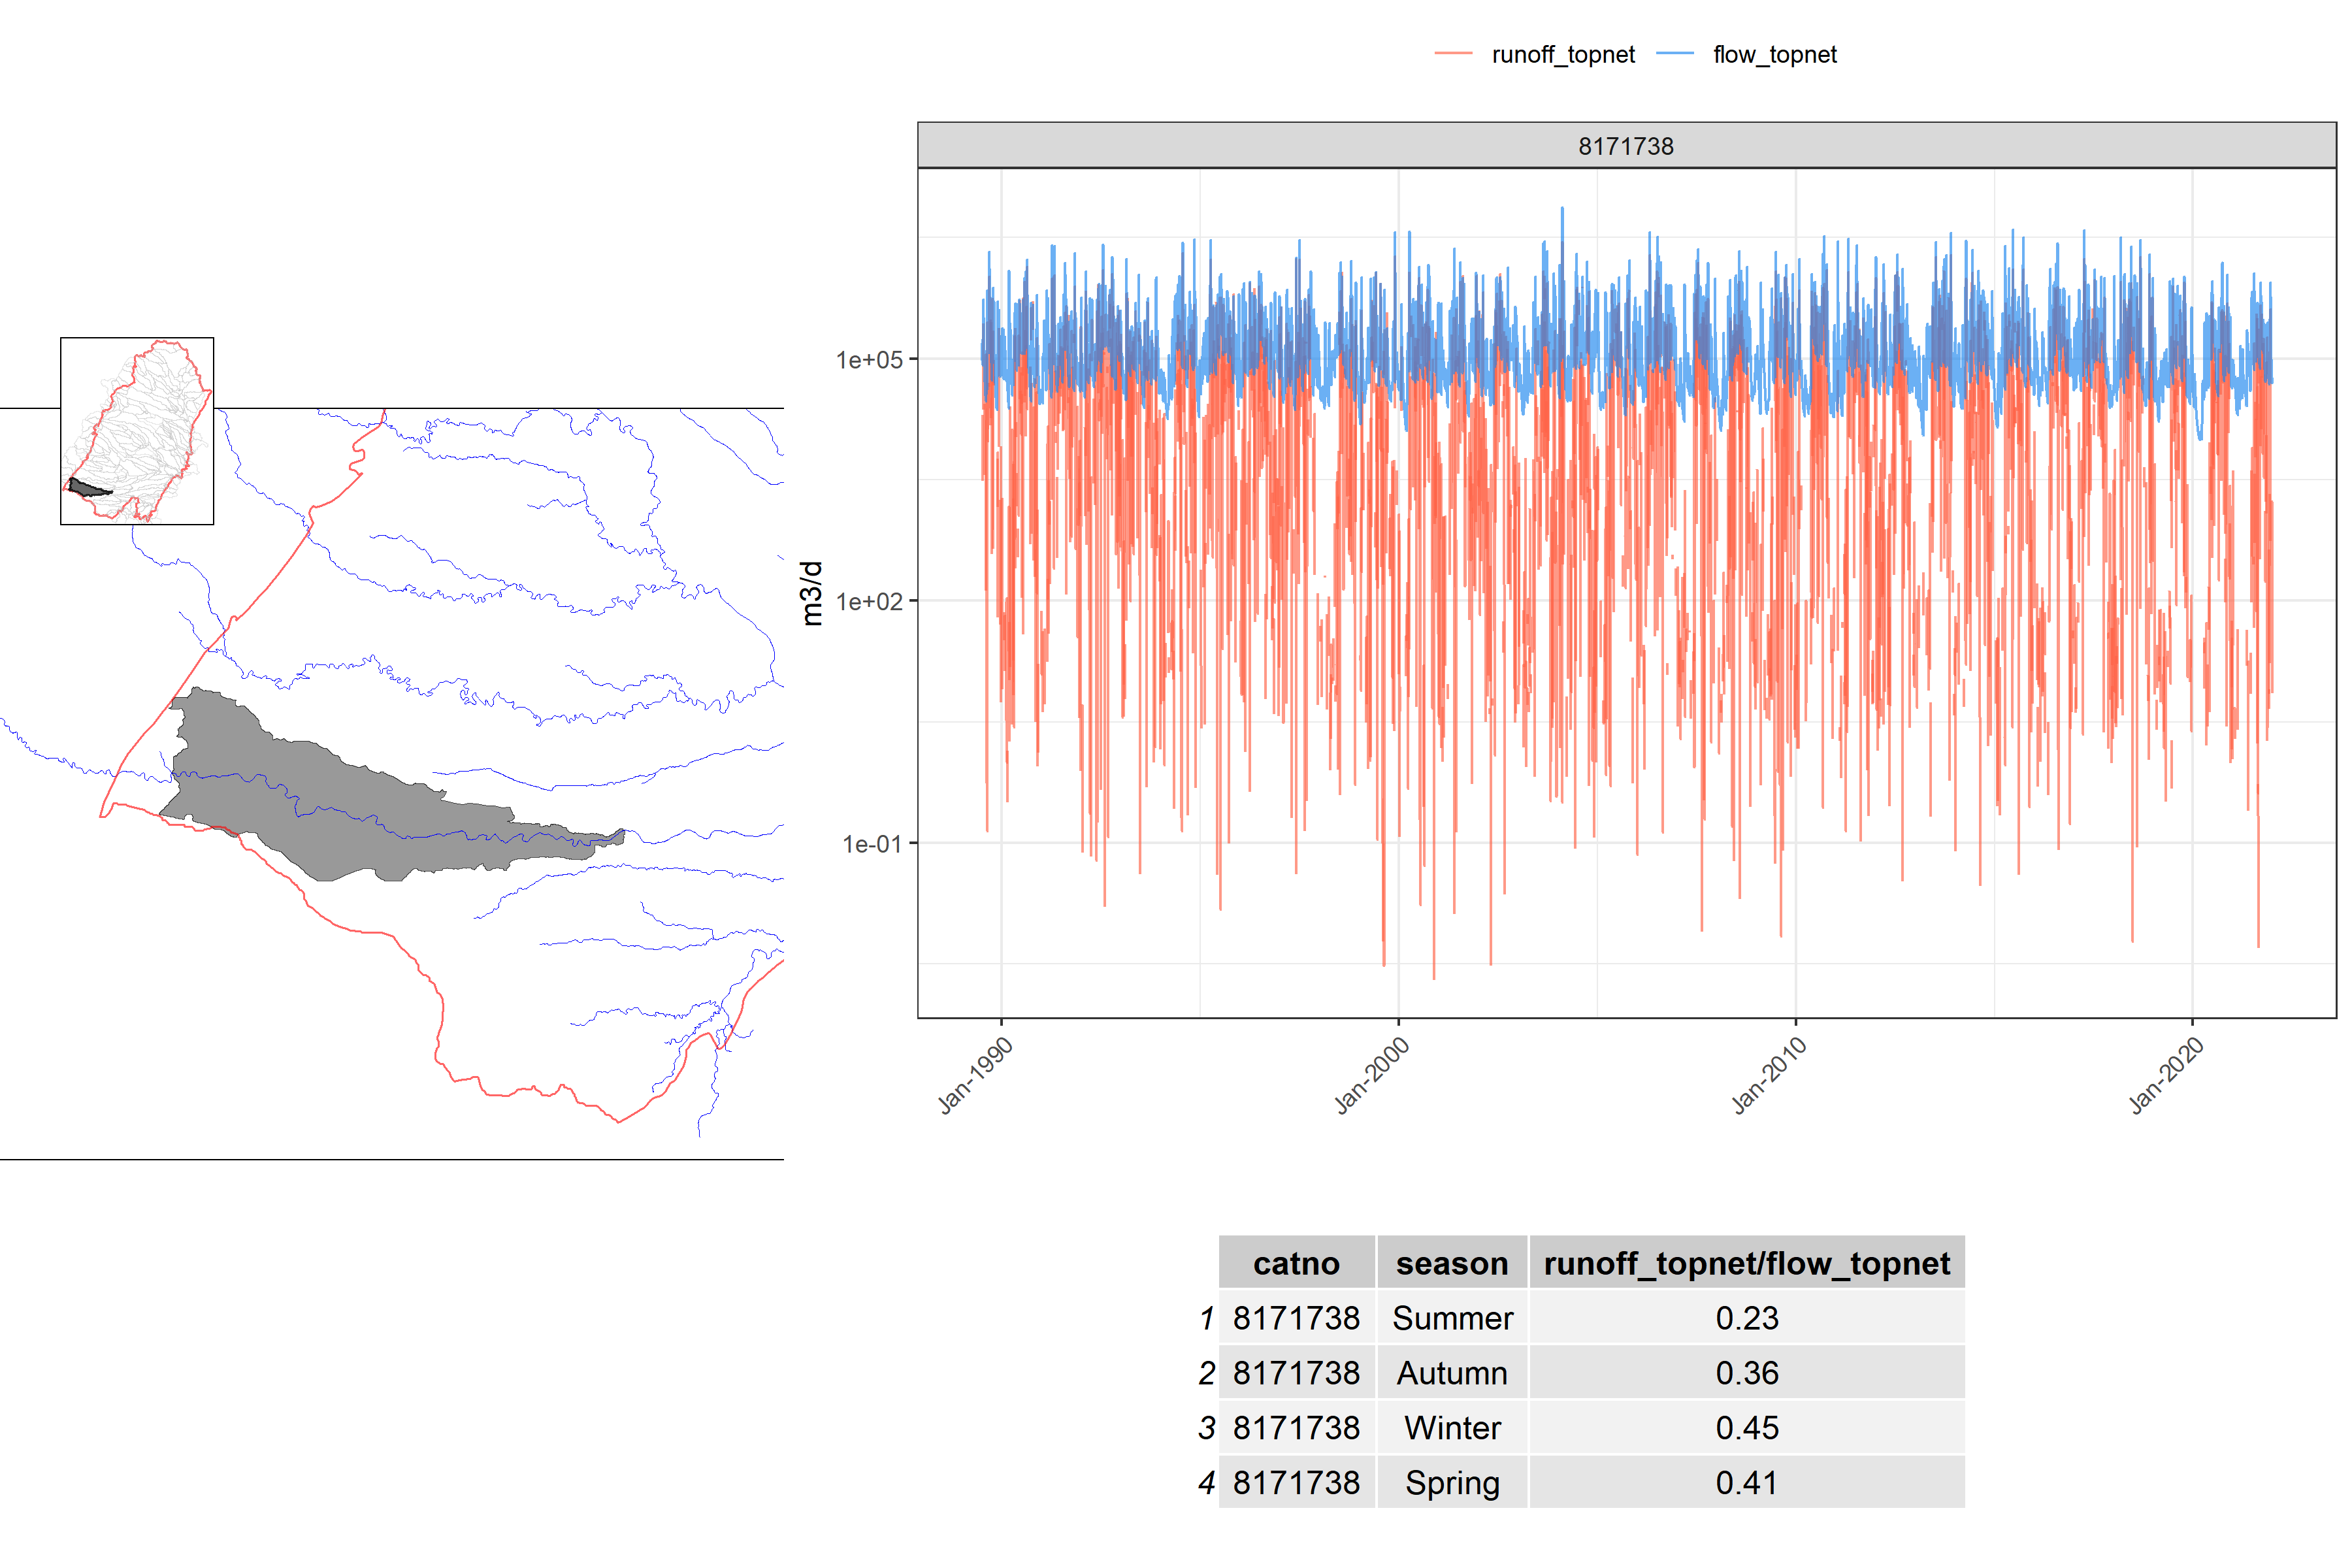 runoff_topnet flow_topnet
8171738
m3/d
1e+05
1e+02
1e-01
Jan-1990 Jan-2000 Jan-2010 Jan-2020
catno season runoff_topnet/flow_topnet
1 8171738 Summer 0.23
2 8171738 Autumn 0.36
3 8171738 Winter 0.45
4 8171738 Spring 0.41